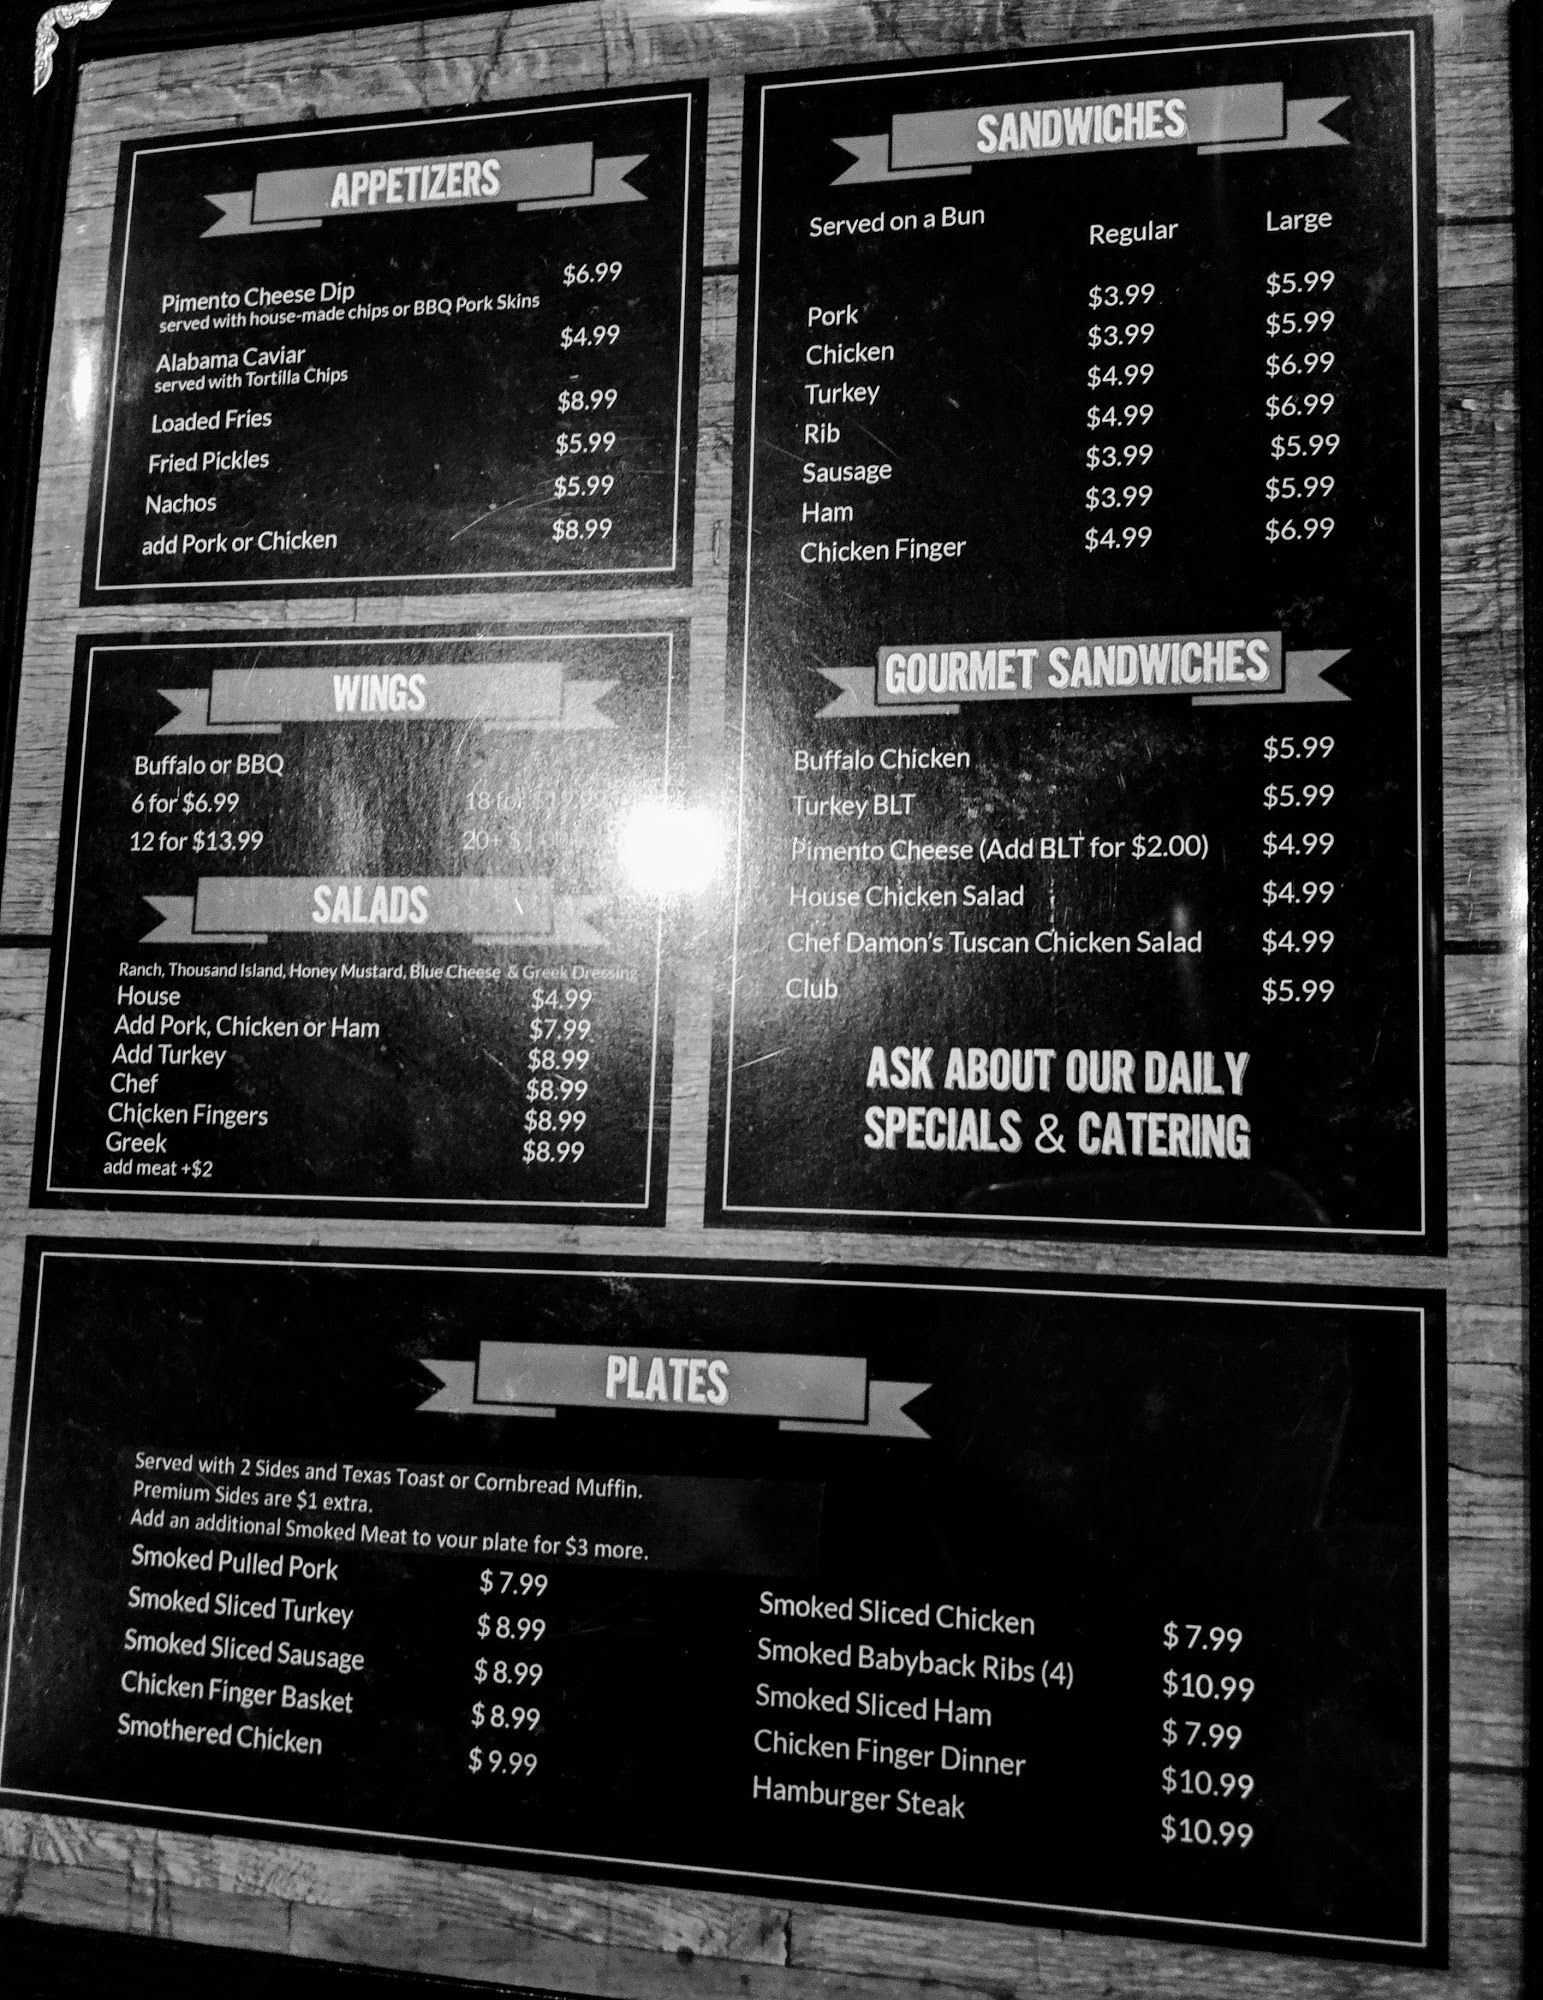 APPETIZERS
Pimento Cheese Dip $6.99
served with house-made chips or BBQ Pork Skins
Alabama Caviar $4.99
served with Tortilla Chips
Loaded Fries $8.99
Fried Pickles $5.99
Nachos $5.99
add Pork or Chicken $8.99
WINGS
Buffalo or BBQ
6 for $6.99 18 for
12 for $13.99 20+
SALADS
Ranch, Thousand Island, Honey Mustard, Blue Cheese & Greek Dressing
House $4.99
Add Pork, Chicken or Ham $7.99
Add Turkey $8.99
Chef $8.99
Chicken Fingers $8.99
Greek $8.99
add meat +$2
SANDWICHES
Served on a Bun Regular Large
Pork $3.99 $5.99
Chicken $3.99 $5.99
Turkey $4.99 $6.99
Rib $4.99 $6.99
Sausage $3.99 $5.99
Ham $3.99 $5.99
Chicken Finger $4.99 $6.99
GOURMET SANDWICHES
Buffalo Chicken $5.99
Turkey BLT $5.99
Pimento Cheese (Add BLT for $2.00) $4.99
House Chicken Salad $4.99
Chef Damon's Tuscan Chicken Salad $4.99
Club $5.99
ASK ABOUT OUR DAILY
SPECIALS & CATERING
PLATES
Served with 2 Sides and Texas Toast or Cornbread Muffin.
Premium Sides are $1 extra.
Add an additional Smoked Meat to your plate for $3 more.
Smoked Pulled Pork $ 7.99
Smoked Sliced Turkey $ 8.99
Smoked Sliced Sausage $ 8.99
Chicken Finger Basket $ 8.99
Smothered Chicken $ 9.99
Smoked Sliced Chicken $ 7.99
Smoked Babyback Ribs (4) $10.99
Smoked Sliced Ham $ 7.99
Chicken Finger Dinner $10.99
Hamburger Steak $10.99